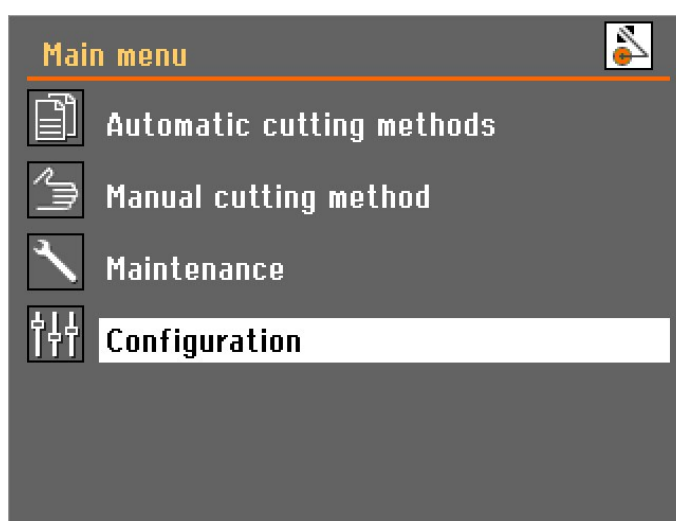 Main menu
Automatic cutting methods
Manual cutting method
Maintenance
Configuration